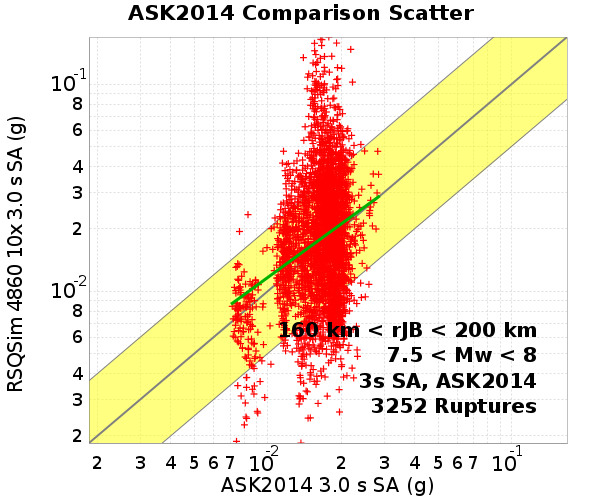 ASK2014 Comparison Scatter
RSQSim 4860 10x 3.0 s SA (g)
10-1
8
6
4
3
2
10-2
8
6
4
3
2
160 km < rJB < 200 km
7.5 < Mw < 8
3s SA, ASK2014
3252 Ruptures
2 3 4 5 6 7 10-2 2 3 4 5 6 7 10-1
ASK2014 3.0 s SA (g)